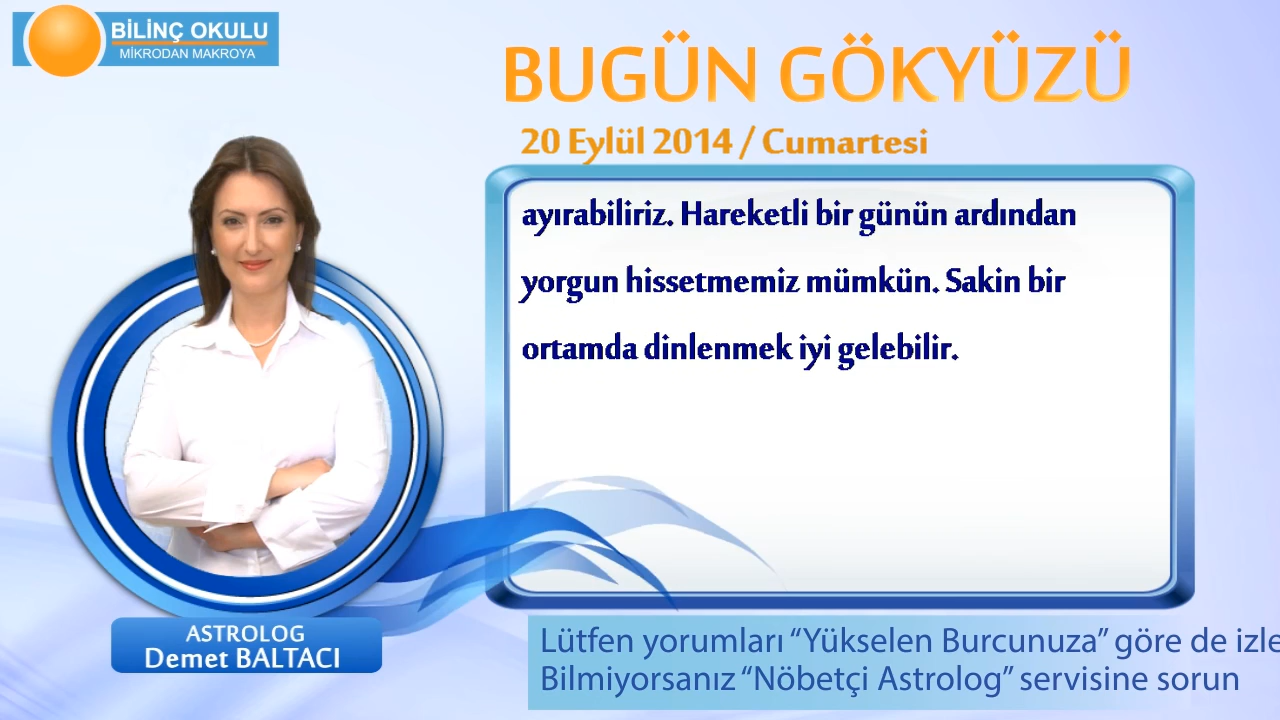 BİLİNÇ OKULU
MİKRODAN MAKROYA
BUGÜN GÖKYÜZÜ
20 Eylül 2014 / Cumartesi
ayırabiliriz. Hareketli bir günün ardından
yorgun hissetmemiz mümkün. Sakin bir
ortamda dinlenmek iyi gelebilir.
ASTROLOG
Demet BALTACI
Lütfen yorumları “Yükselen Burcunuza” göre de izle
Bilmiyorsanız “Nöbetçi Astrolog” servisine sorun